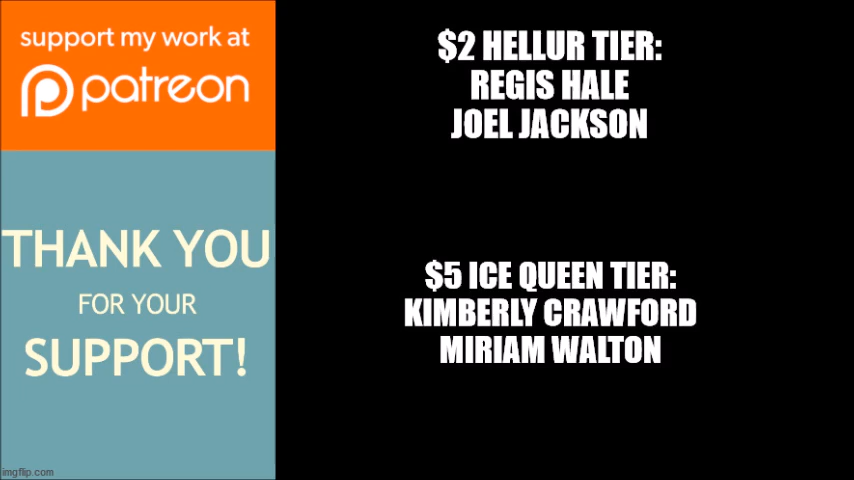 support my work at
patreon
THANK YOU
FOR YOUR
SUPPORT!
$2 HELLUR TIER:
REGIS HALE
JOEL JACKSON
$5 ICE QUEEN TIER:
KIMBERLY CRAWFORD
MIRIAM WALTON
imgflip.com